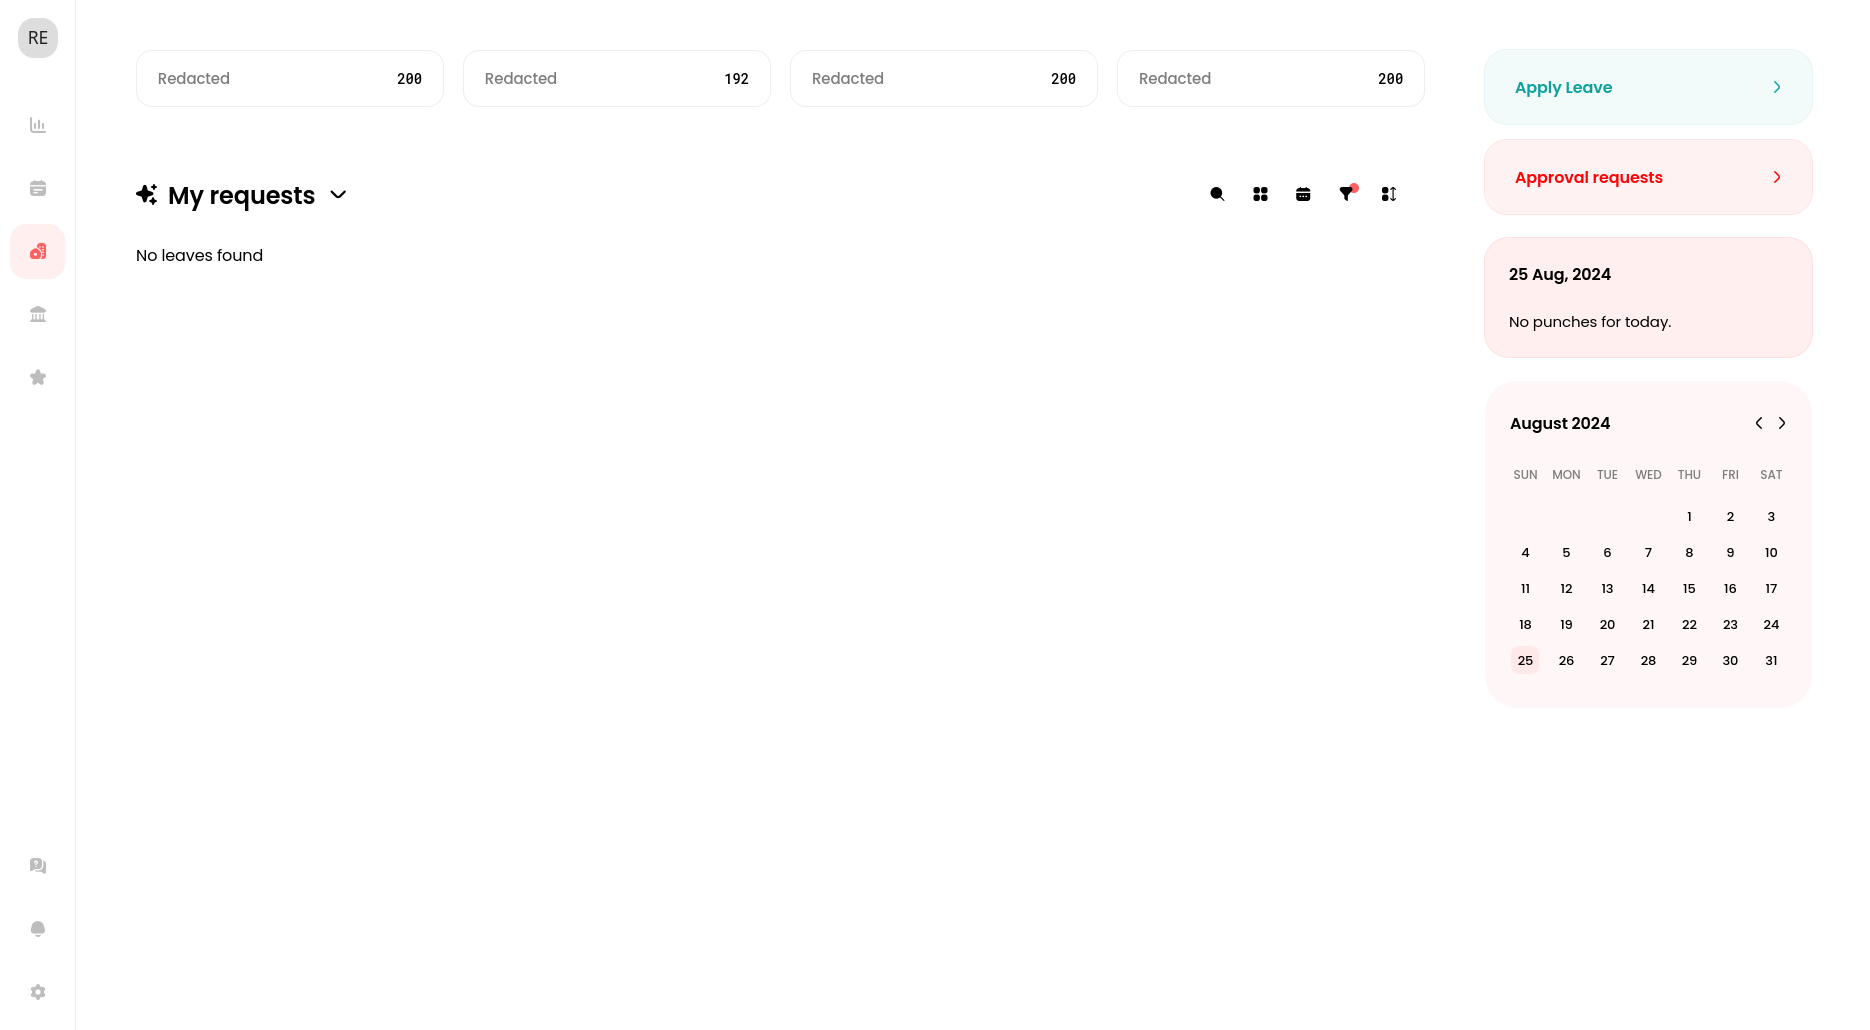 RE
Redacted 200
Redacted 192
Redacted 200
Redacted 200
My requests
No leaves found
Apply Leave
Approval requests
25 Aug, 2024
No punches for today.
August 2024
SUN MON TUE WED THU FRI SAT
1 2 3
4 5 6 7 8 9 10
11 12 13 14 15 16 17
18 19 20 21 22 23 24
25 26 27 28 29 30 31